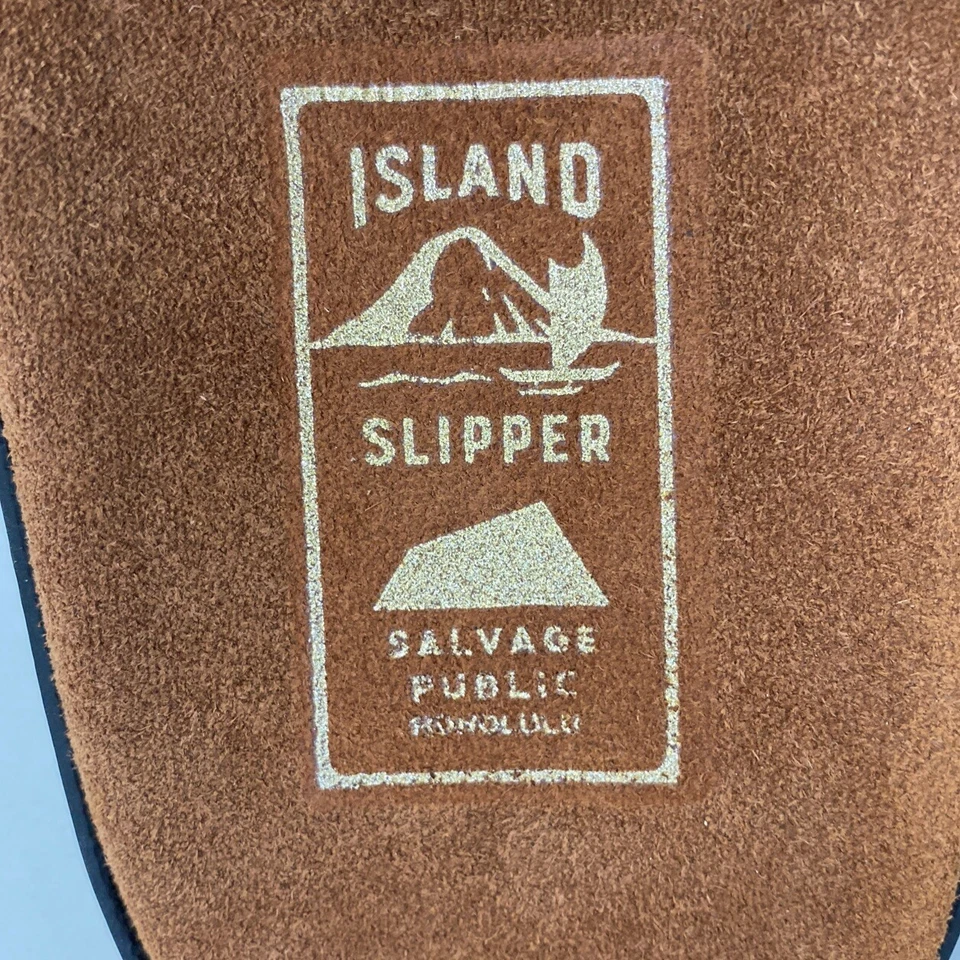 ISLAND
SLIPPER
SALVAGE
PUBLIC
HONOLULU